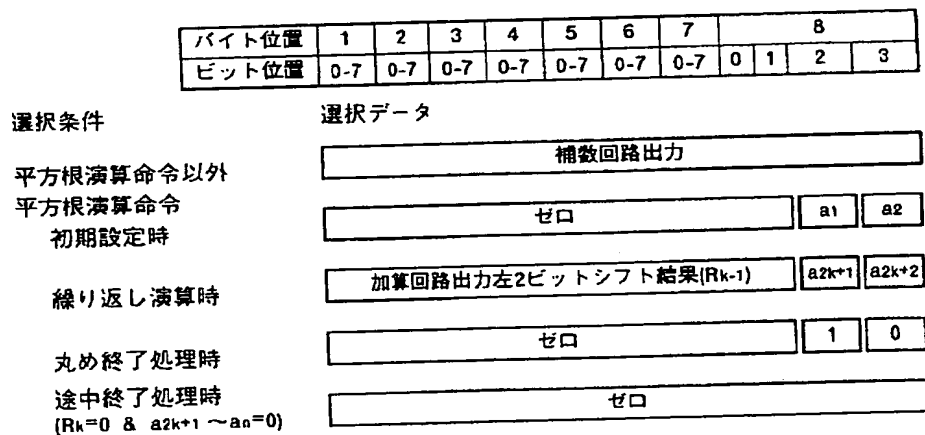 バイト位置 1 2 3 4 5 6 7 8
ビット位置 0-7 0-7 0-7 0-7 0-7 0-7 0-7 0 1 2 3
選択条件 選択データ
平方根演算命令以外 補数回路出力
平方根演算命令
初期設定時 ゼロ a1 a2
繰り返し演算時 加算回路出力左2ビットシフト結果(Rk-1) a2k+1 a2k+2
丸め終了処理時 ゼロ 1 0
途中終了処理時 ゼロ
(Rk=0 & a2k+1 ～an=0)